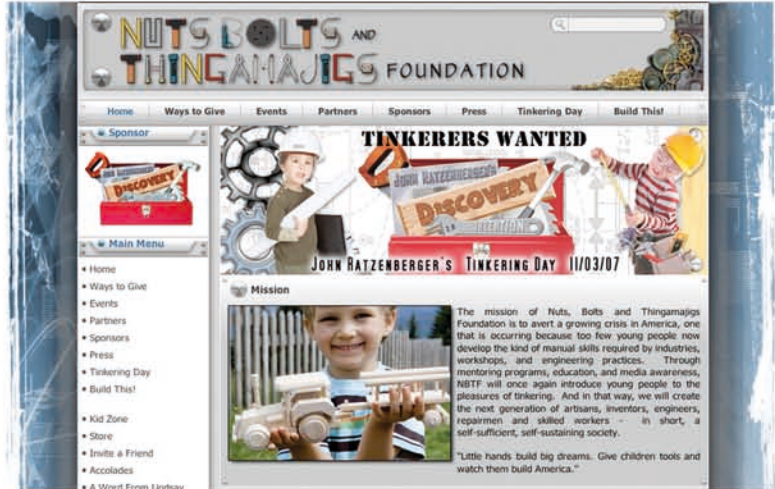 NUTS BOLTS AND
THINGAMAJIGS FOUNDATION
Home Ways to Give Events Partners Sponsors Press Tinkering Day Build This!
Sponsor
JOHN RATZENBERGER'S
DISCOVERY
Main Menu
• Home
• Ways to Give
• Events
• Partners
• Sponsors
• Press
• Tinkering Day
• Build This!
• Kid Zone
• Store
• Invite a Friend
• Accolades
• A Word From Lindsay
TINKERERS WANTED
JOHN RATZENBERGER'S
DISCOVERY
JOHN RATZENBERGER'S TINKERING DAY 11/03/07
Mission
The mission of Nuts, Bolts and Thingamajigs
Foundation is to avert a growing crisis in America, one
that is occurring because too few young people now
develop the kind of manual skills required by industries,
workshops, and engineering practices. Through
mentoring programs, education, and media awareness,
NBTF will once again introduce young people to the
pleasures of tinkering. And in that way, we will create
the next generation of artisans, inventors, engineers,
repairmen and skilled workers - in short, a
self-sufficient, self-sustaining society.
"Little hands build big dreams. Give children tools and
watch them build America."